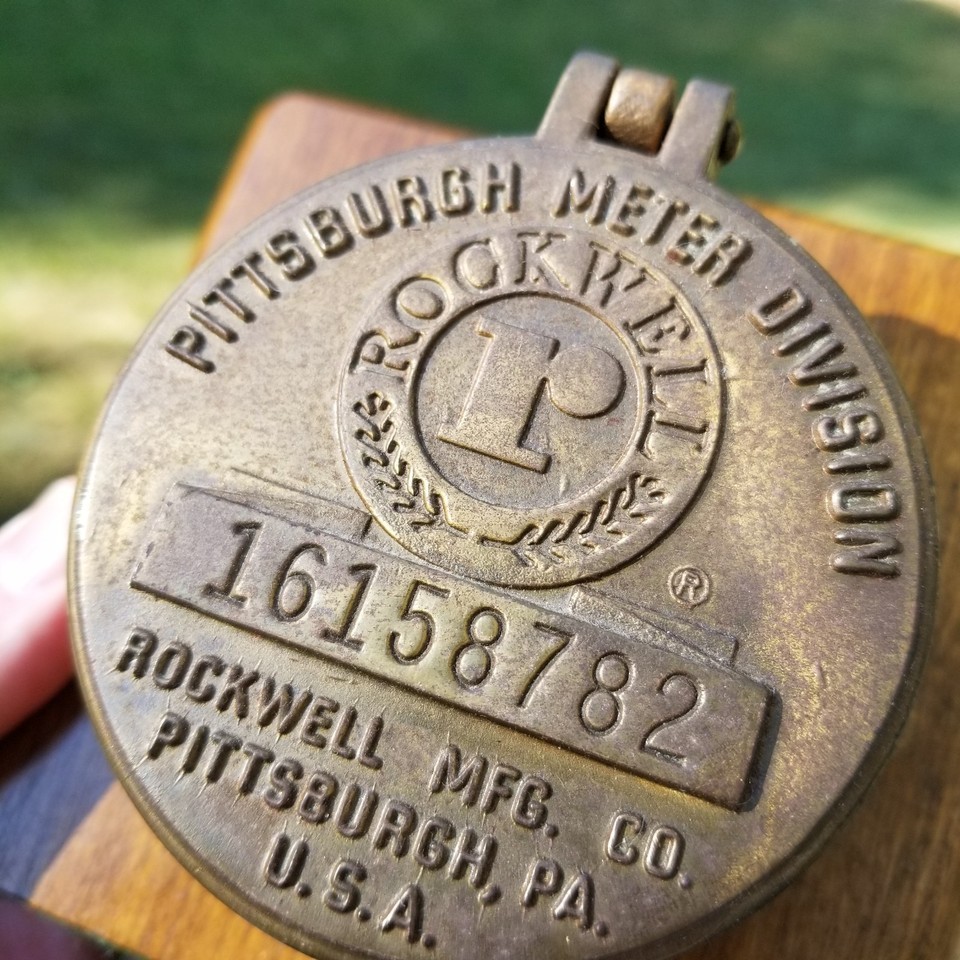 PITTSBURGH METER DIVISION
ROCKWELL
r
®
16158782
ROCKWELL MFG. CO.
PITTSBURGH, PA.
U.S.A.